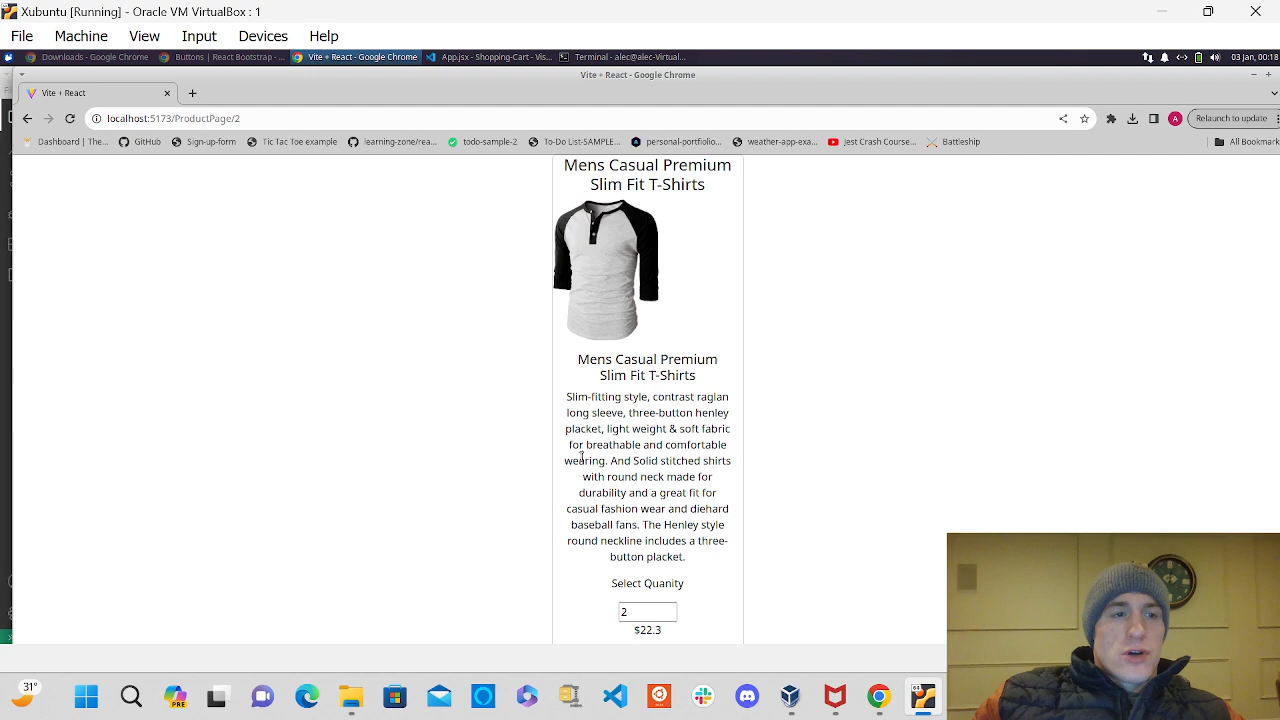 Xubuntu [Running] - Oracle VM VirtualBox : 1
File Machine View Input Devices Help
Downloads - Google Chrome Buttons | React Bootstrap - ... Vite + React - Google Chrome App.jsx - Shopping-Cart - Vis... Terminal - alec@alec-Virtual... 03 Jan, 00:18
Vite + React - Google Chrome
Vite + React
localhost:5173/ProductPage/2 A Relaunch to update
Dashboard | The... GitHub Sign-up-form Tic Tac Toe example learning-zone/rea... todo-sample-2 To-Do List-SAMPLE... personal-portfolio... weather-app-exa... Jest Crash Course... Battleship All Bookmark
Mens Casual Premium
Slim Fit T-Shirts
Mens Casual Premium
Slim Fit T-Shirts
Slim-fitting style, contrast raglan
long sleeve, three-button henley
placket, light weight & soft fabric
for breathable and comfortable
wearing. And Solid stitched shirts
with round neck made for
durability and a great fit for
casual fashion wear and diehard
baseball fans. The Henley style
round neckline includes a three-
button placket.
Select Quanity
2
$22.3
31°
PRE
64